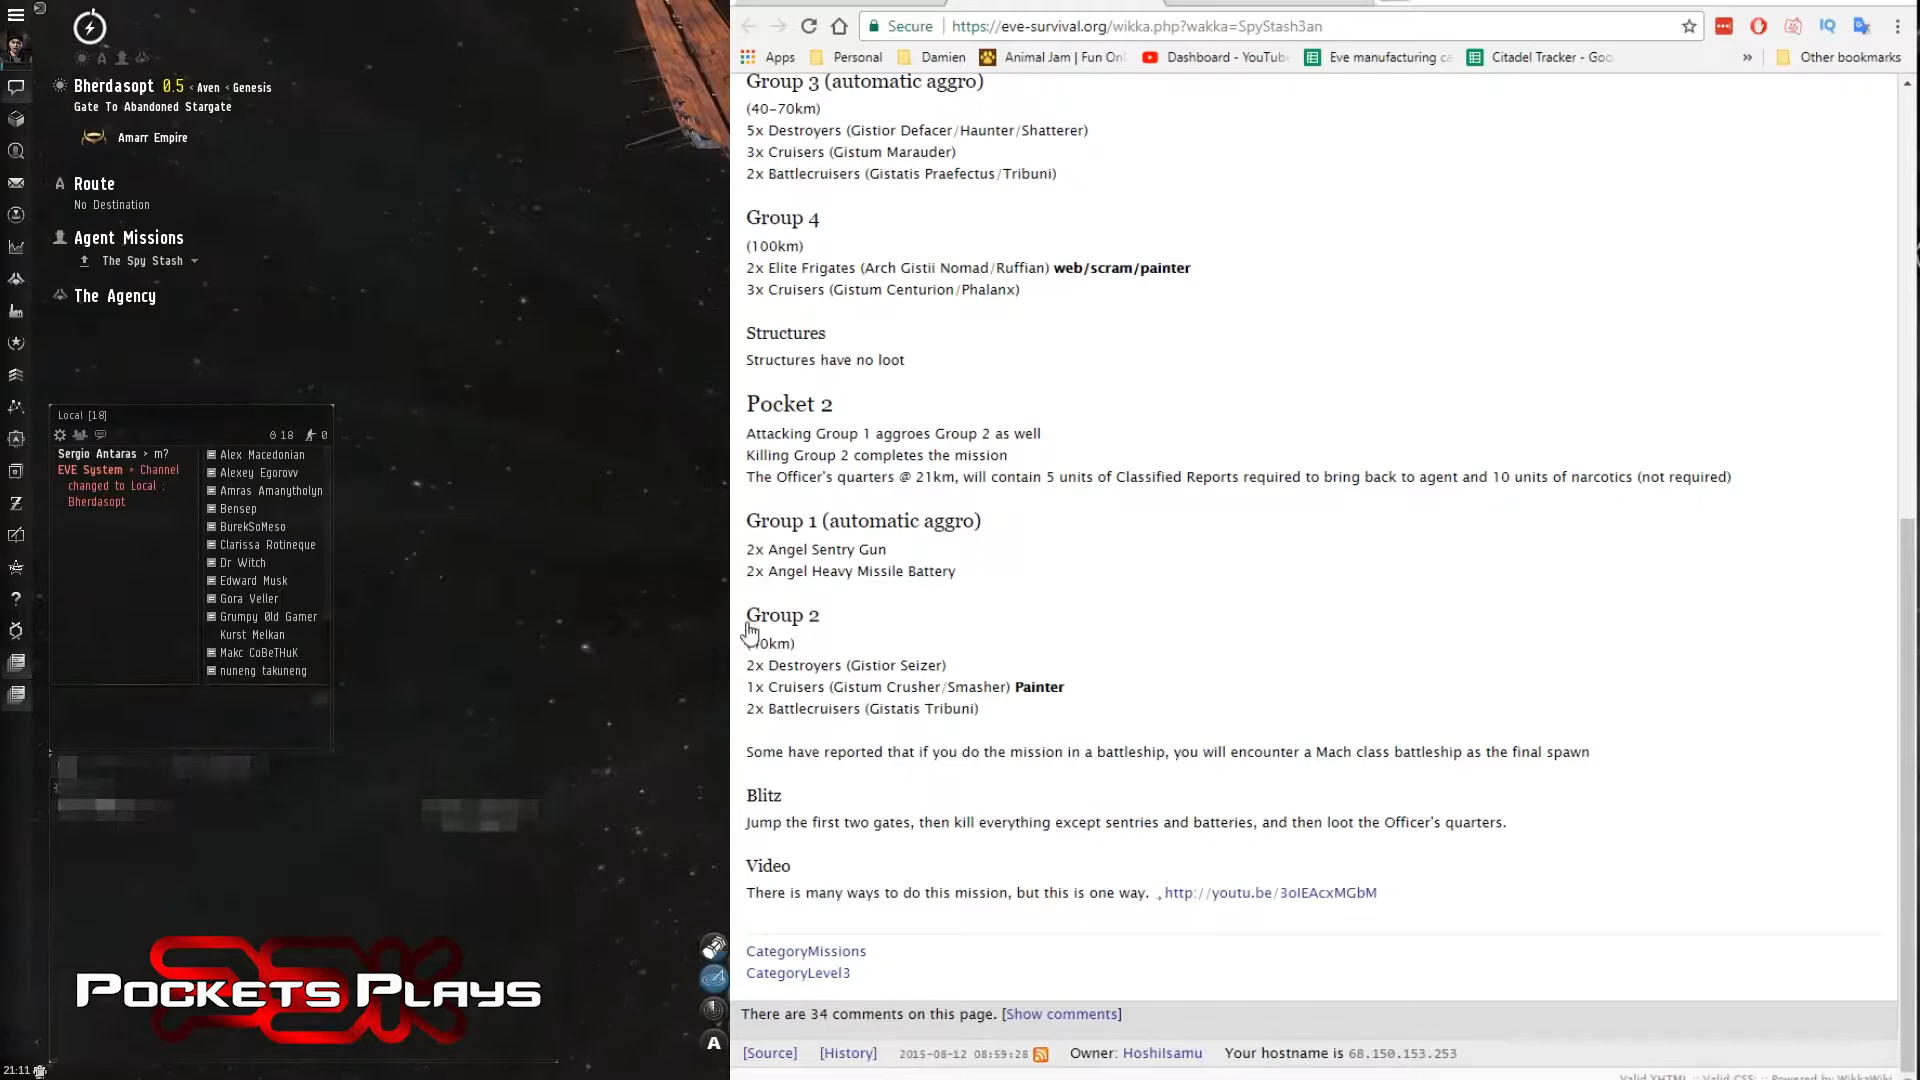 Bherdasopt 0.5 < Aven < Genesis
Gate To Abandoned Stargate
Amarr Empire
Route
No Destination
Agent Missions
The Spy Stash
The Agency
Local [18]
18 0
Sergio Antaras > m?
EVE System > Channel
changed to Local :
Bherdasopt
Alex Macedonian
Alexey Egorovv
Amras Amanytholyn
Bensep
BurekSoMeso
Clarissa Rotineque
Dr Witch
Edward Musk
Gora Veller
Grumpy Old Gamer
Kurst Melkan
Makc CoBeTHuK
nuneng takuneng
POCKETS PLAYS
A
21:11
Secure https://eve-survival.org/wikka.php?wakka=SpyStash3an
Apps Personal Damien Animal Jam | Fun Onl Dashboard - YouTube Eve manufacturing ca Citadel Tracker - Goo » Other bookmarks
Group 3 (automatic aggro)
(40-70km)
5x Destroyers (Gistior Defacer/Haunter/Shatterer)
3x Cruisers (Gistum Marauder)
2x Battlecruisers (Gistatis Praefectus/Tribuni)
Group 4
(100km)
2x Elite Frigates (Arch Gistii Nomad/Ruffian) web/scram/painter
3x Cruisers (Gistum Centurion/Phalanx)
Structures
Structures have no loot
Pocket 2
Attacking Group 1 aggroes Group 2 as well
Killing Group 2 completes the mission
The Officer's quarters @ 21km, will contain 5 units of Classified Reports required to bring back to agent and 10 units of narcotics (not required)
Group 1 (automatic aggro)
2x Angel Sentry Gun
2x Angel Heavy Missile Battery
Group 2
0km)
2x Destroyers (Gistior Seizer)
1x Cruisers (Gistum Crusher/Smasher) Painter
2x Battlecruisers (Gistatis Tribuni)
Some have reported that if you do the mission in a battleship, you will encounter a Mach class battleship as the final spawn
Blitz
Jump the first two gates, then kill everything except sentries and batteries, and then loot the Officer's quarters.
Video
There is many ways to do this mission, but this is one way. http://youtu.be/3oIEAcxMGbM
CategoryMissions
CategoryLevel3
There are 34 comments on this page. [Show comments]
[Source] [History] 2015-08-12 08:59:28 Owner: HoshiIsamu Your hostname is 68.150.153.253